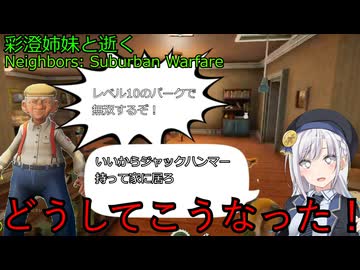 彩澄姉妹と逝く
Neighbors: Suburban Warfare
レベル10のパークで
無双するぞ！
いいからジャックハンマー
持って家に居ろ
どうしてこうなった！